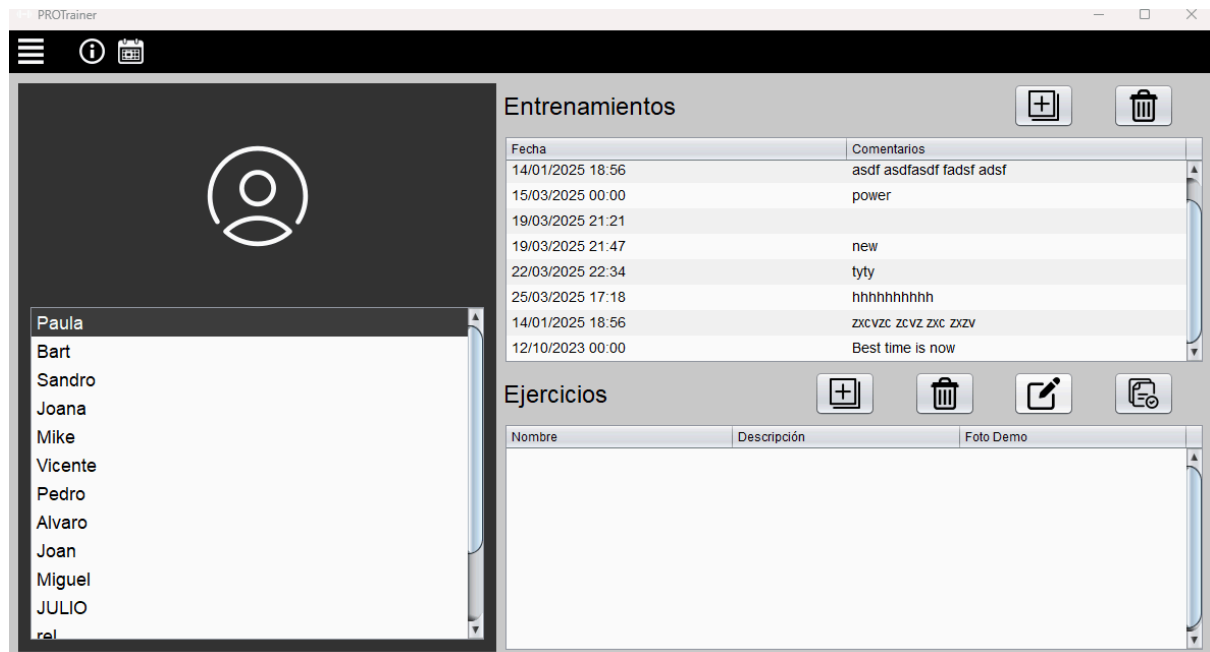 PROTrainer
Paula
Bart
Sandro
Joana
Mike
Vicente
Pedro
Alvaro
Joan
Miguel
JULIO
rel
Entrenamientos
Fecha Comentarios
14/01/2025 18:56 asdf asdfasdf fadsf adsf
15/03/2025 00:00 power
19/03/2025 21:21
19/03/2025 21:47 new
22/03/2025 22:34 tyty
25/03/2025 17:18 hhhhhhhhhh
14/01/2025 18:56 zxcvzc zcvz zxc zxzv
12/10/2023 00:00 Best time is now
Ejercicios
Nombre Descripción Foto Demo